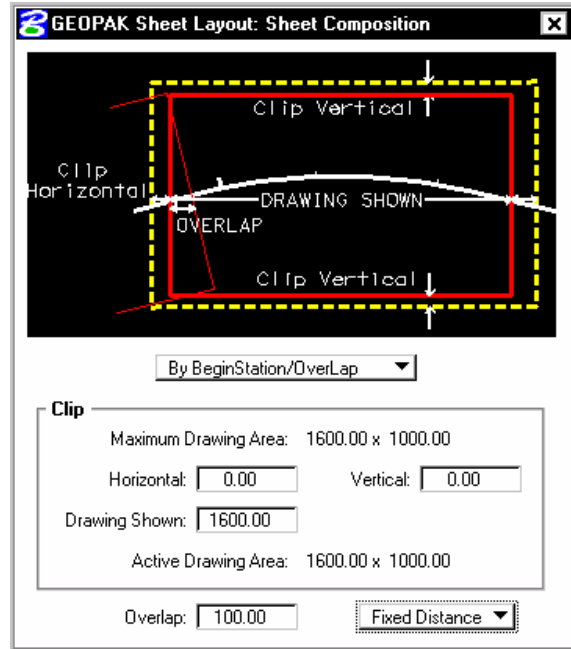 GEOPAK Sheet Layout: Sheet Composition
Clip Vertical
Clip
Horizontal
DRAWING SHOWN
OVERLAP
Clip Vertical
By BeginStation/OverLap
Clip
Maximum Drawing Area: 1600.00 x 1000.00
Horizontal: 0.00 Vertical: 0.00
Drawing Shown: 1600.00
Active Drawing Area: 1600.00 x 1000.00
Overlap: 100.00 Fixed Distance